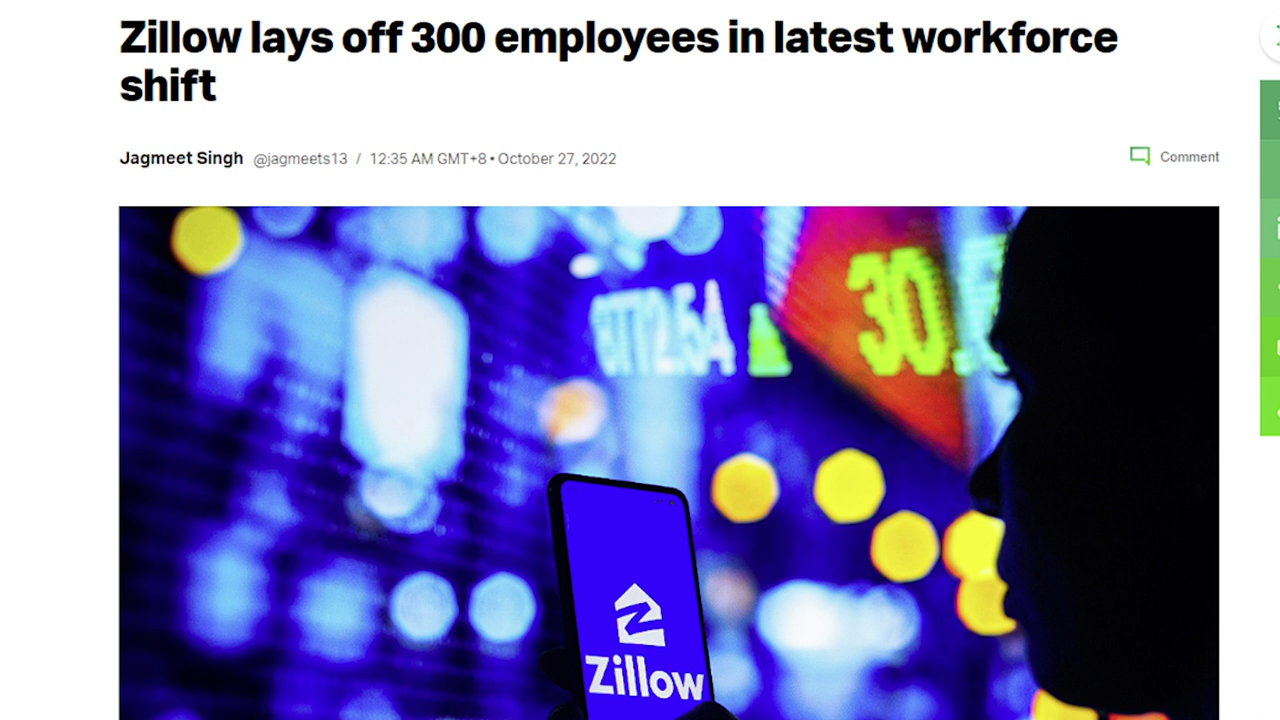 Zillow lays off 300 employees in latest workforce
shift
Jagmeet Singh @jagmeets13 / 12:35 AM GMT+8 • October 27, 2022
Comment
30
Zillow